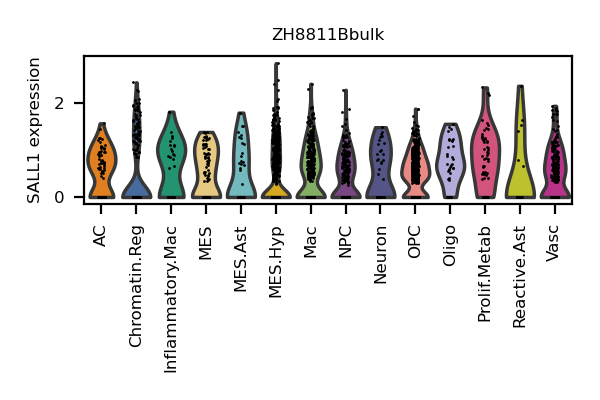 ZH8811Bbulk
SALL1 expression
2
0
AC
Chromatin.Reg
Inflammatory.Mac
MES
MES.Ast
MES.Hyp
Mac
NPC
Neuron
OPC
Oligo
Prolif.Metab
Reactive.Ast
Vasc